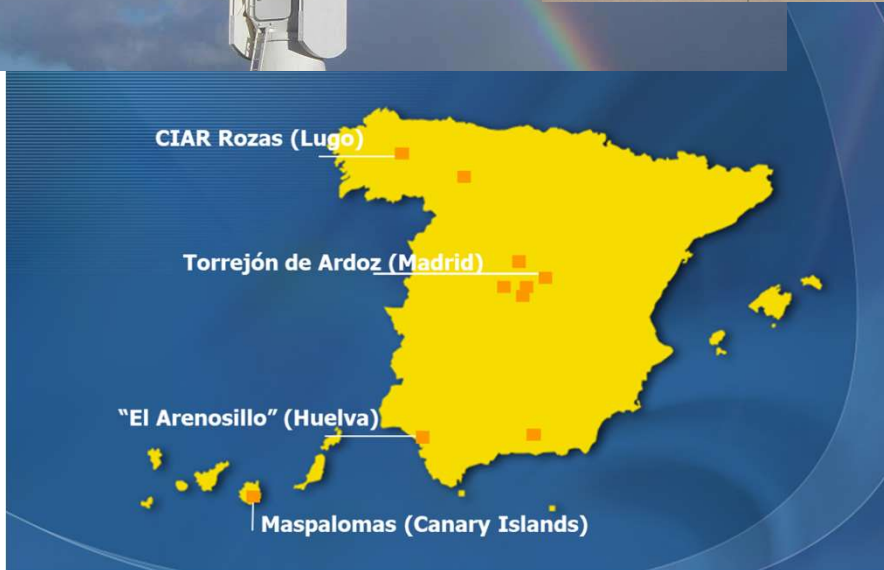 CIAR Rozas (Lugo)
Torrejón de Ardoz (Madrid)
“El Arenosillo” (Huelva)
Maspalomas (Canary Islands)